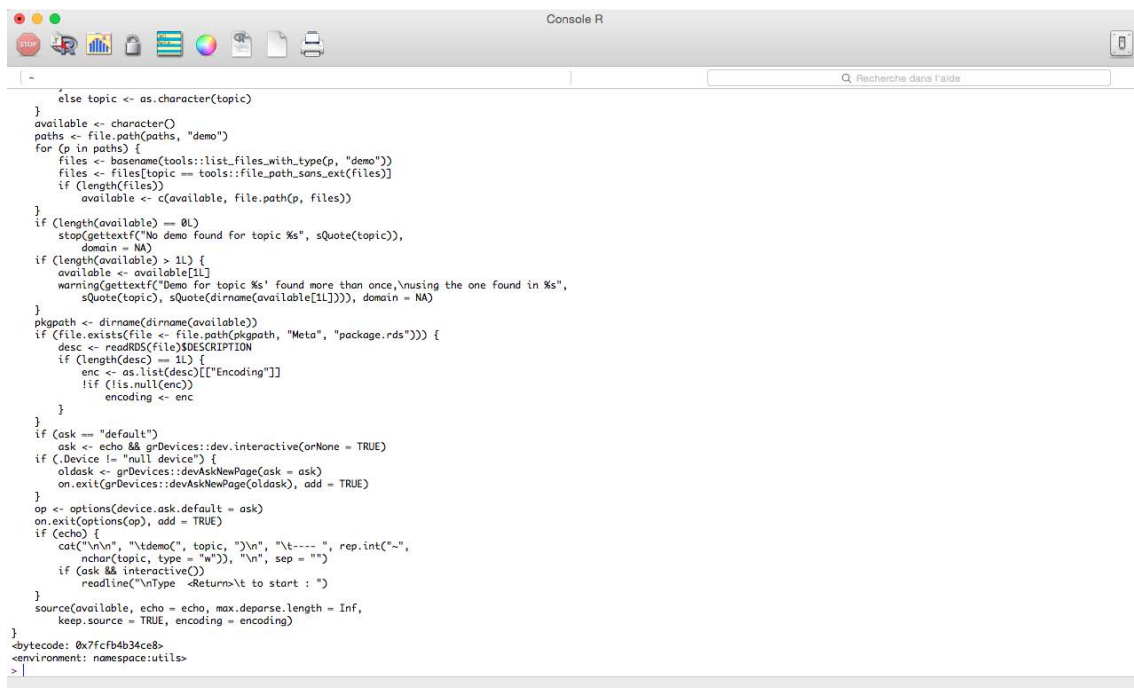 Console R
STOP
~
Recherche dans l'aide
}
        else topic <- as.character(topic)
    }
    available <- character()
    paths <- file.path(paths, "demo")
    for (p in paths) {
        files <- basename(tools::list_files_with_type(p, "demo"))
        files <- files[topic == tools::file_path_sans_ext(files)]
        if (length(files))
            available <- c(available, file.path(p, files))
    }
    if (length(available) == 0L)
        stop(gettextf("No demo found for topic %s", sQuote(topic)),
            domain = NA)
    if (length(available) > 1L) {
        available <- available[1L]
        warning(gettextf("Demo for topic %s' found more than once,\nusing the one found in %s",
            sQuote(topic), sQuote(dirname(available[1L]))), domain = NA)
    }
    pkgpath <- dirname(dirname(available))
    if (file.exists(file <- file.path(pkgpath, "Meta", "package.rds"))) {
        desc <- readRDS(file)$DESCRIPTION
        if (length(desc) == 1L) {
            enc <- as.list(desc)[["Encoding"]]
            !if (!is.null(enc))
                encoding <- enc
        }
    }
    if (ask == "default")
        ask <- echo && grDevices::dev.interactive(orNone = TRUE)
    if (.Device != "null device") {
        oldask <- grDevices::devAskNewPage(ask = ask)
        on.exit(grDevices::devAskNewPage(oldask), add = TRUE)
    }
    op <- options(device.ask.default = ask)
    on.exit(options(op), add = TRUE)
    if (echo) {
        cat("\n\n", "\tdemo(", topic, ")\n", "\t---- ", rep.int("~",
            nchar(topic, type = "w")), "\n", sep = "")
        if (ask && interactive())
            readline("\nType  <Return>\t to start : ")
    }
    source(available, echo = echo, max.deparse.length = Inf,
        keep.source = TRUE, encoding = encoding)
}
<bytecode: 0x7fcfb4b34ce8>
<environment: namespace:utils>
>